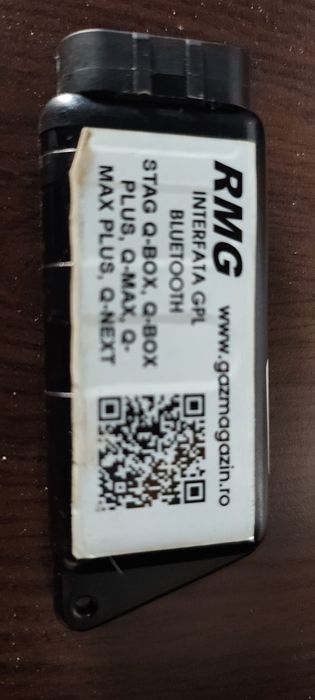 RMG www.gazmagazin.ro
INTERFATA GPL
BLUETOOTH
STAG Q-BOX, Q-BOX
PLUS, Q-MAX, Q-
MAX PLUS, Q-NEXT